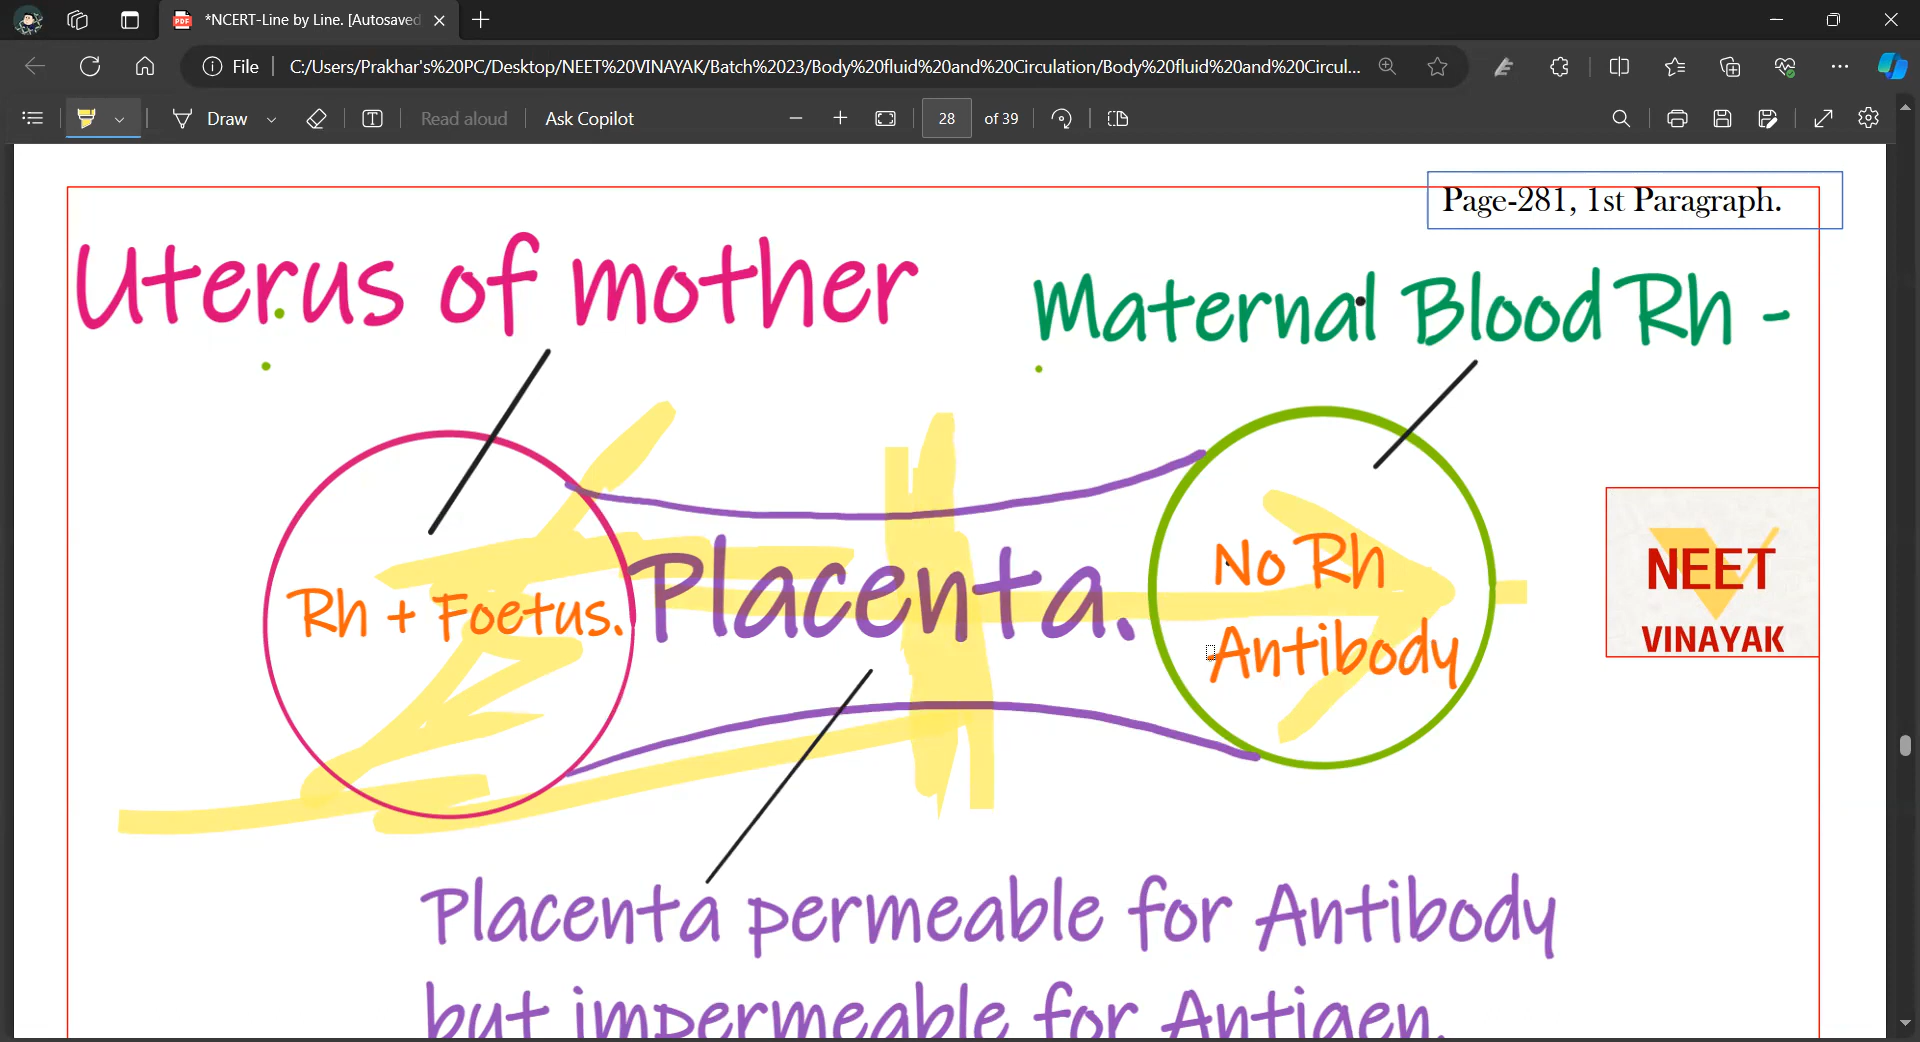 *NCERT-Line by Line. [Autosaved
File
C:/Users/Prakhar's%20PC/Desktop/NEET%20VINAYAK/Batch%2023/Body%20fluid%20and%20Circulation/Body%20fluid%20and%20Circul...
Draw
Read aloud
Ask Copilot
28 of 39
Page-281, 1st Paragraph.
Uterus of mother
Maternal Blood Rh -
Rh + Foetus.
Placenta.
No Rh
Antibody
NEET
VINAYAK
Placenta permeable for Antibody
but impermeable for Antigen.